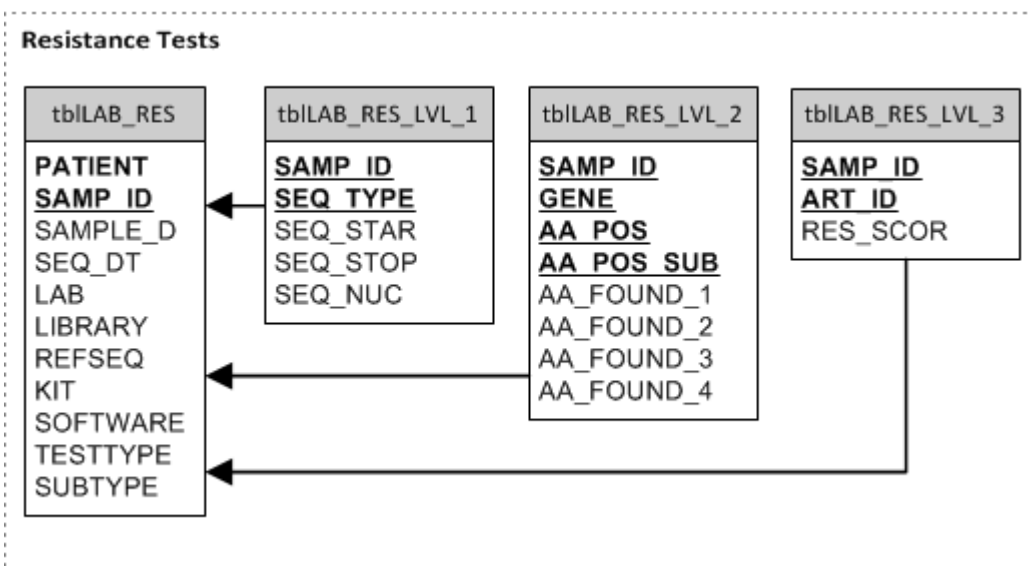 Resistance Tests
tblLAB_RES
PATIENT
SAMP_ID
SAMPLE_D
SEQ_DT
LAB
LIBRARY
REFSEQ
KIT
SOFTWARE
TESTTYPE
SUBTYPE
tblLAB_RES_LVL_1
SAMP_ID
SEQ_TYPE
SEQ_STAR
SEQ_STOP
SEQ_NUC
tblLAB_RES_LVL_2
SAMP_ID
GENE
AA_POS
AA_POS_SUB
AA_FOUND_1
AA_FOUND_2
AA_FOUND_3
AA_FOUND_4
tblLAB_RES_LVL_3
SAMP_ID
ART_ID
RES_SCOR